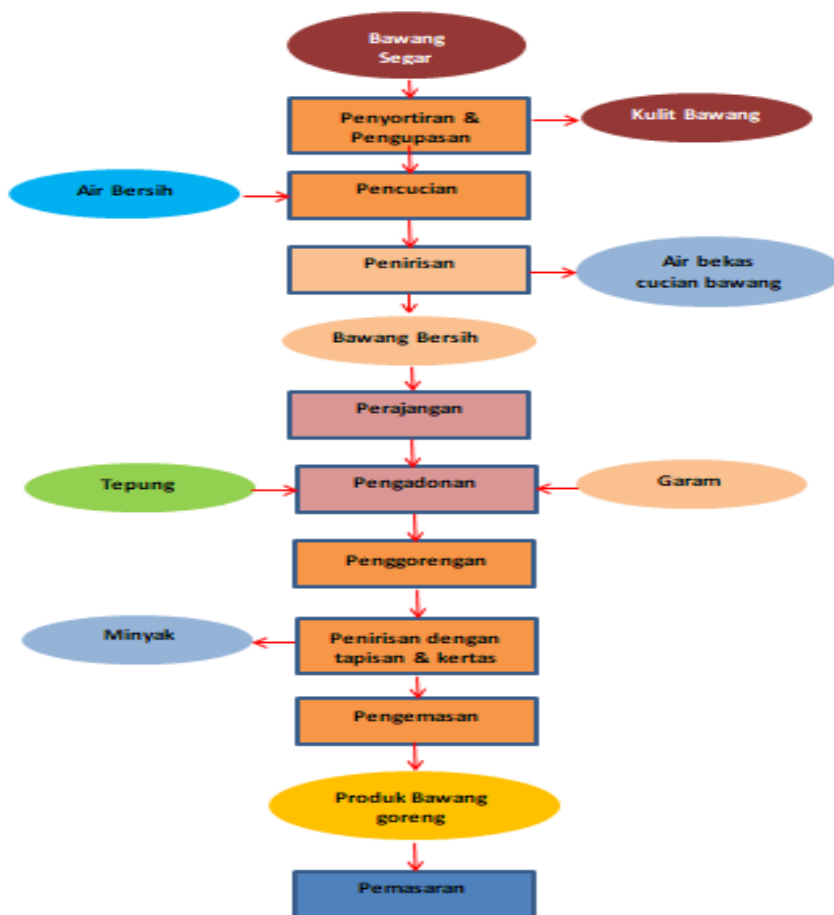 Bawang
Segar
Penyortiran &
Pengupasan
Kulit Bawang
Air Bersih
Pencucian
Penirisan
Air bekas
cucian bawang
Bawang Bersih
Perajangan
Tepung
Pengadonan
Garam
Penggorengan
Minyak
Penirisan dengan
tapisan & kertas
Pengemasan
Produk Bawang
goreng
Pemasaran